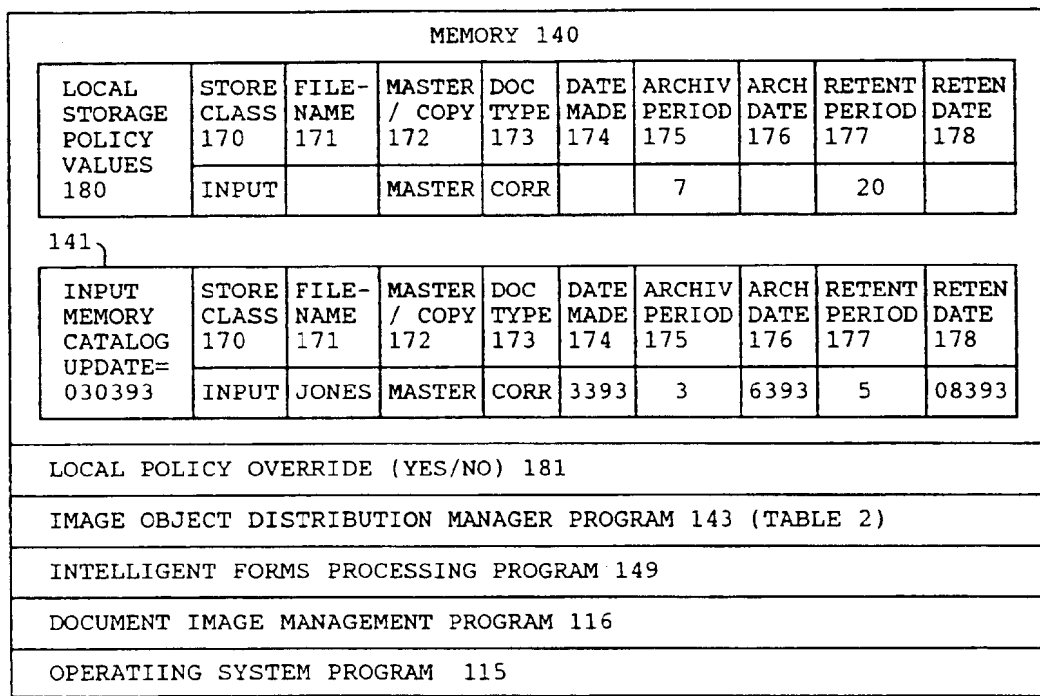 MEMORY 140
LOCAL STORAGE POLICY VALUES 180
STORE CLASS 170
FILE- NAME 171
MASTER / COPY 172
DOC TYPE 173
DATE MADE 174
ARCHIV PERIOD 175
ARCH DATE 176
RETENT PERIOD 177
RETEN DATE 178
INPUT MASTER CORR 7 20
141
INPUT MEMORY CATALOG UPDATE= 030393
STORE CLASS 170
FILE- NAME 171
MASTER / COPY 172
DOC TYPE 173
DATE MADE 174
ARCHIV PERIOD 175
ARCH DATE 176
RETENT PERIOD 177
RETEN DATE 178
INPUT JONES MASTER CORR 3393 3 6393 5 08393
LOCAL POLICY OVERRIDE (YES/NO) 181
IMAGE OBJECT DISTRIBUTION MANAGER PROGRAM 143 (TABLE 2)
INTELLIGENT FORMS PROCESSING PROGRAM 149
DOCUMENT IMAGE MANAGEMENT PROGRAM 116
OPERATIING SYSTEM PROGRAM 115